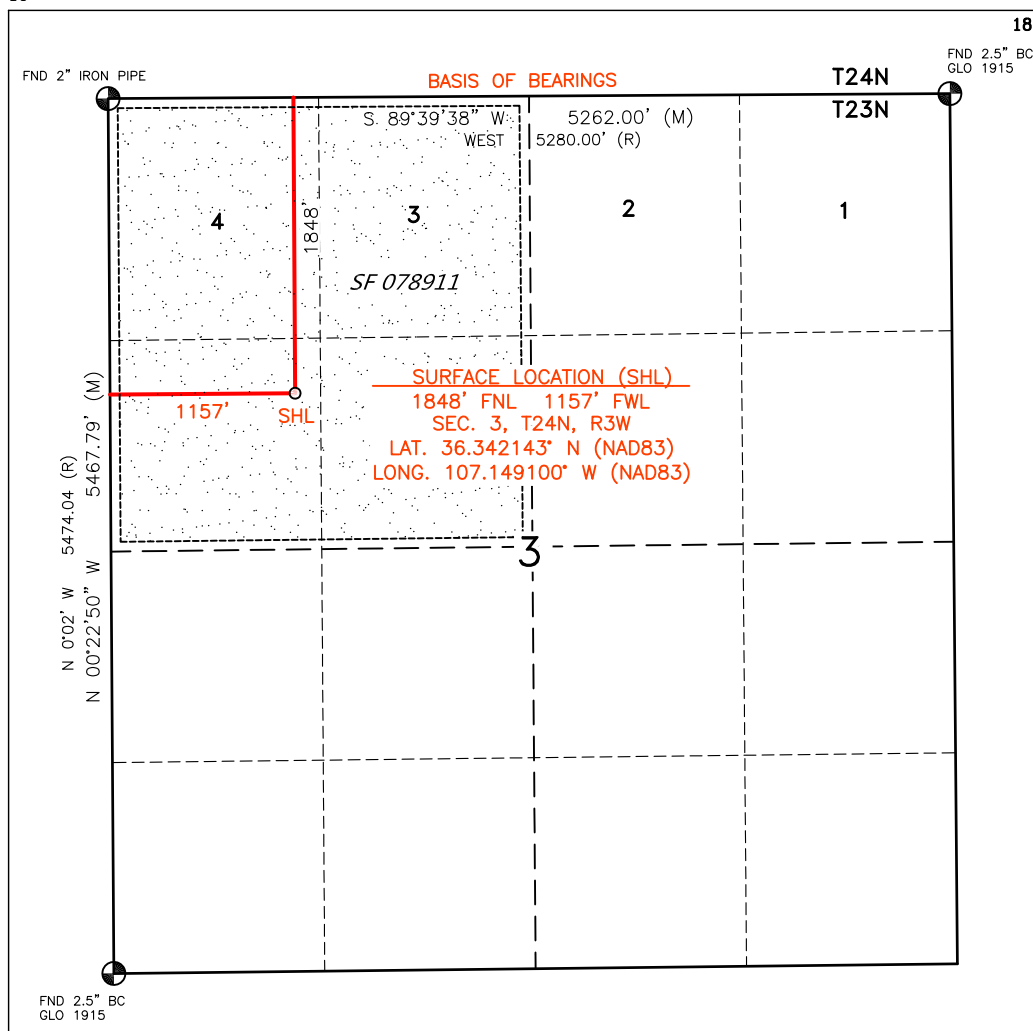 18
FND 2.5" BC
GLO 1915
FND 2" IRON PIPE
BASIS OF BEARINGS
T24N
T23N
S 89°39'38" W 5262.00' (M)
WEST 5280.00' (R)
4
3
2
1
1848'
SF 078911
SURFACE LOCATION (SHL)
1848' FNL 1157' FWL
SEC. 3, T24N, R3W
LAT. 36.342143° N (NAD83)
LONG. 107.149100° W (NAD83)
1157'
SHL
N 0°02' W 5474.04 (R)
N 00°22'50" W 5467.79' (M)
3
FND 2.5" BC
GLO 1915